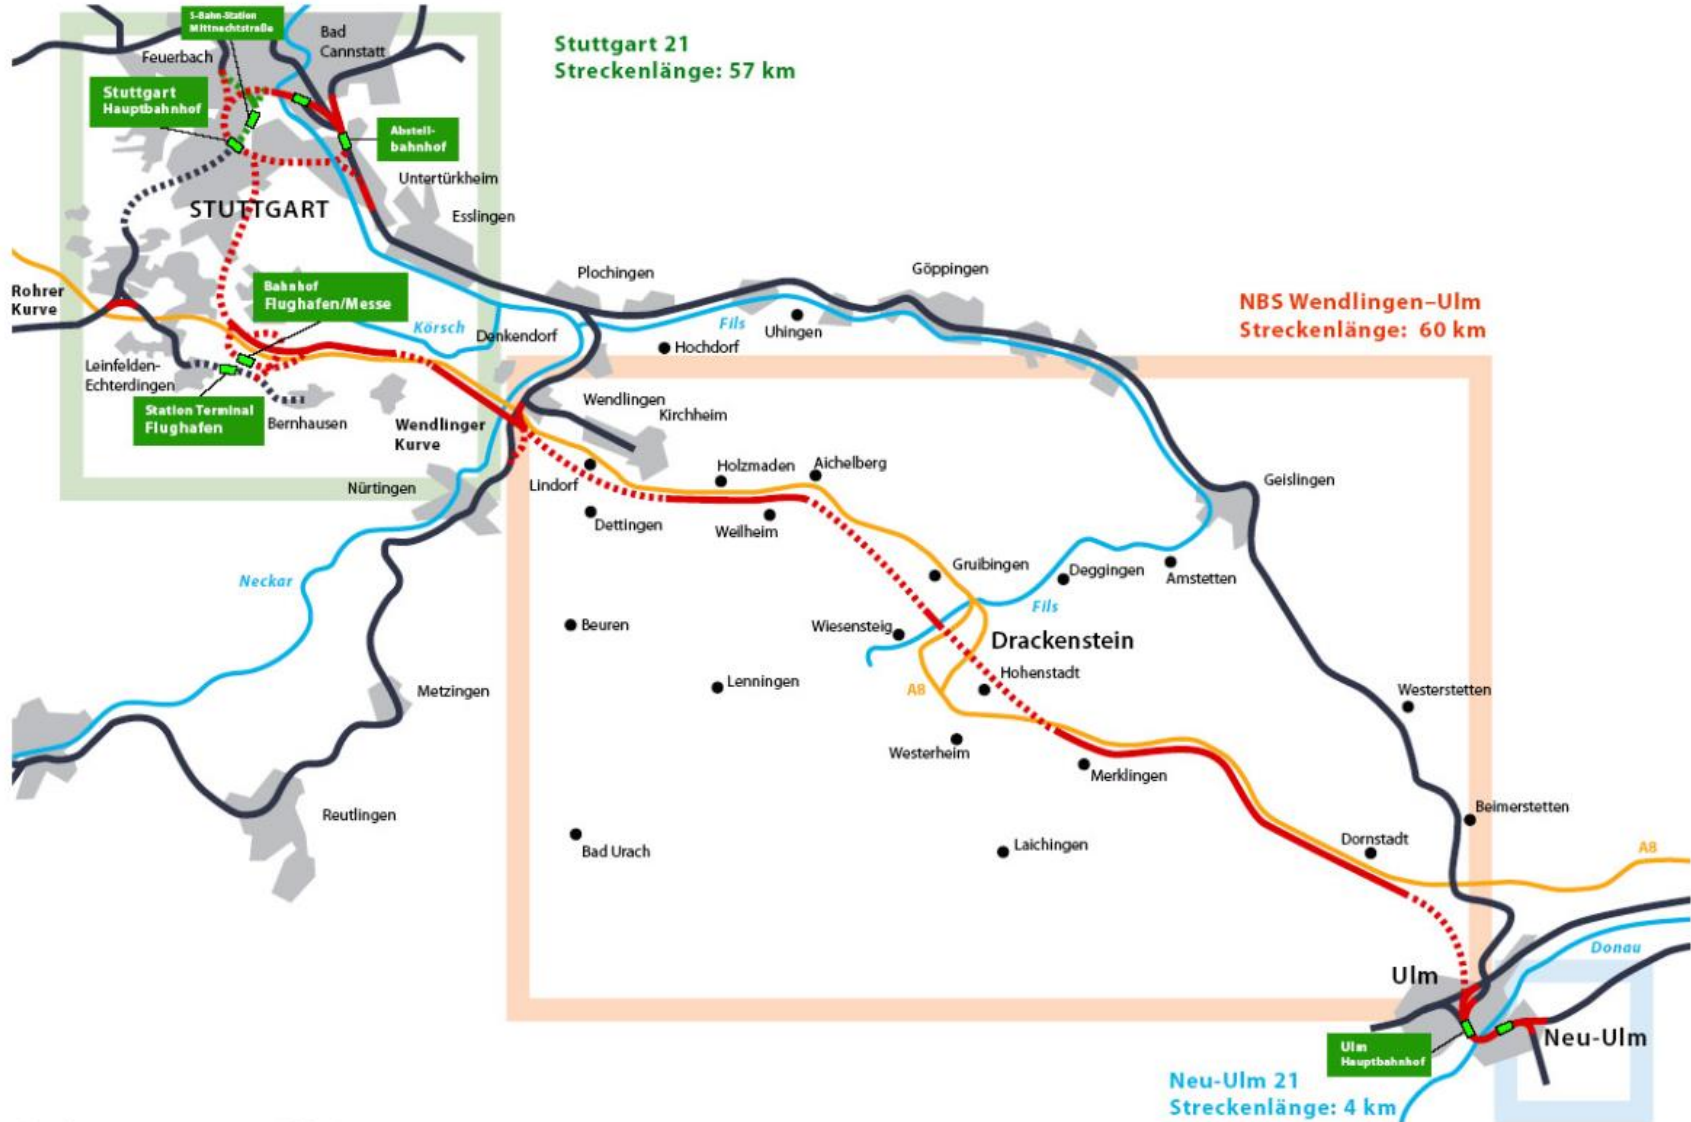 S-Bahn-Station
Mittnachtstraße
Bad
Cannstatt
Feuerbach
Stuttgart 21
Streckenlänge: 57 km
Stuttgart
Hauptbahnhof
Abstell-
bahnhof
Untertürkheim
STUTTGART
Esslingen
Plochingen
Göppingen
Rohrer
Kurve
Bahnhof
Flughafen/Messe
NBS Wendlingen–Ulm
Streckenlänge: 60 km
Körsch
Denkendorf
Fils
Uhingen
Hochdorf
Leinfelden-
Echterdingen
Station Terminal
Flughafen
Bernhausen
Wendlinger
Kurve
Wendlingen
Kirchheim
Nürtingen
Lindorf
Holzmaden
Aichelberg
Geislingen
Dettingen
Weilheim
Neckar
Gruibingen
Deggingen
Amstetten
Fils
Beuren
Wiesensteig
Drackenstein
Hohenstadt
Lenningen
A8
Metzingen
Westerstetten
Westerheim
Merklingen
Reutlingen
Beimerstetten
Bad Urach
Laichingen
Dornstadt
A8
Donau
Ulm
Ulm
Hauptbahnhof
Neu-Ulm
Neu-Ulm 21
Streckenlänge: 4 km